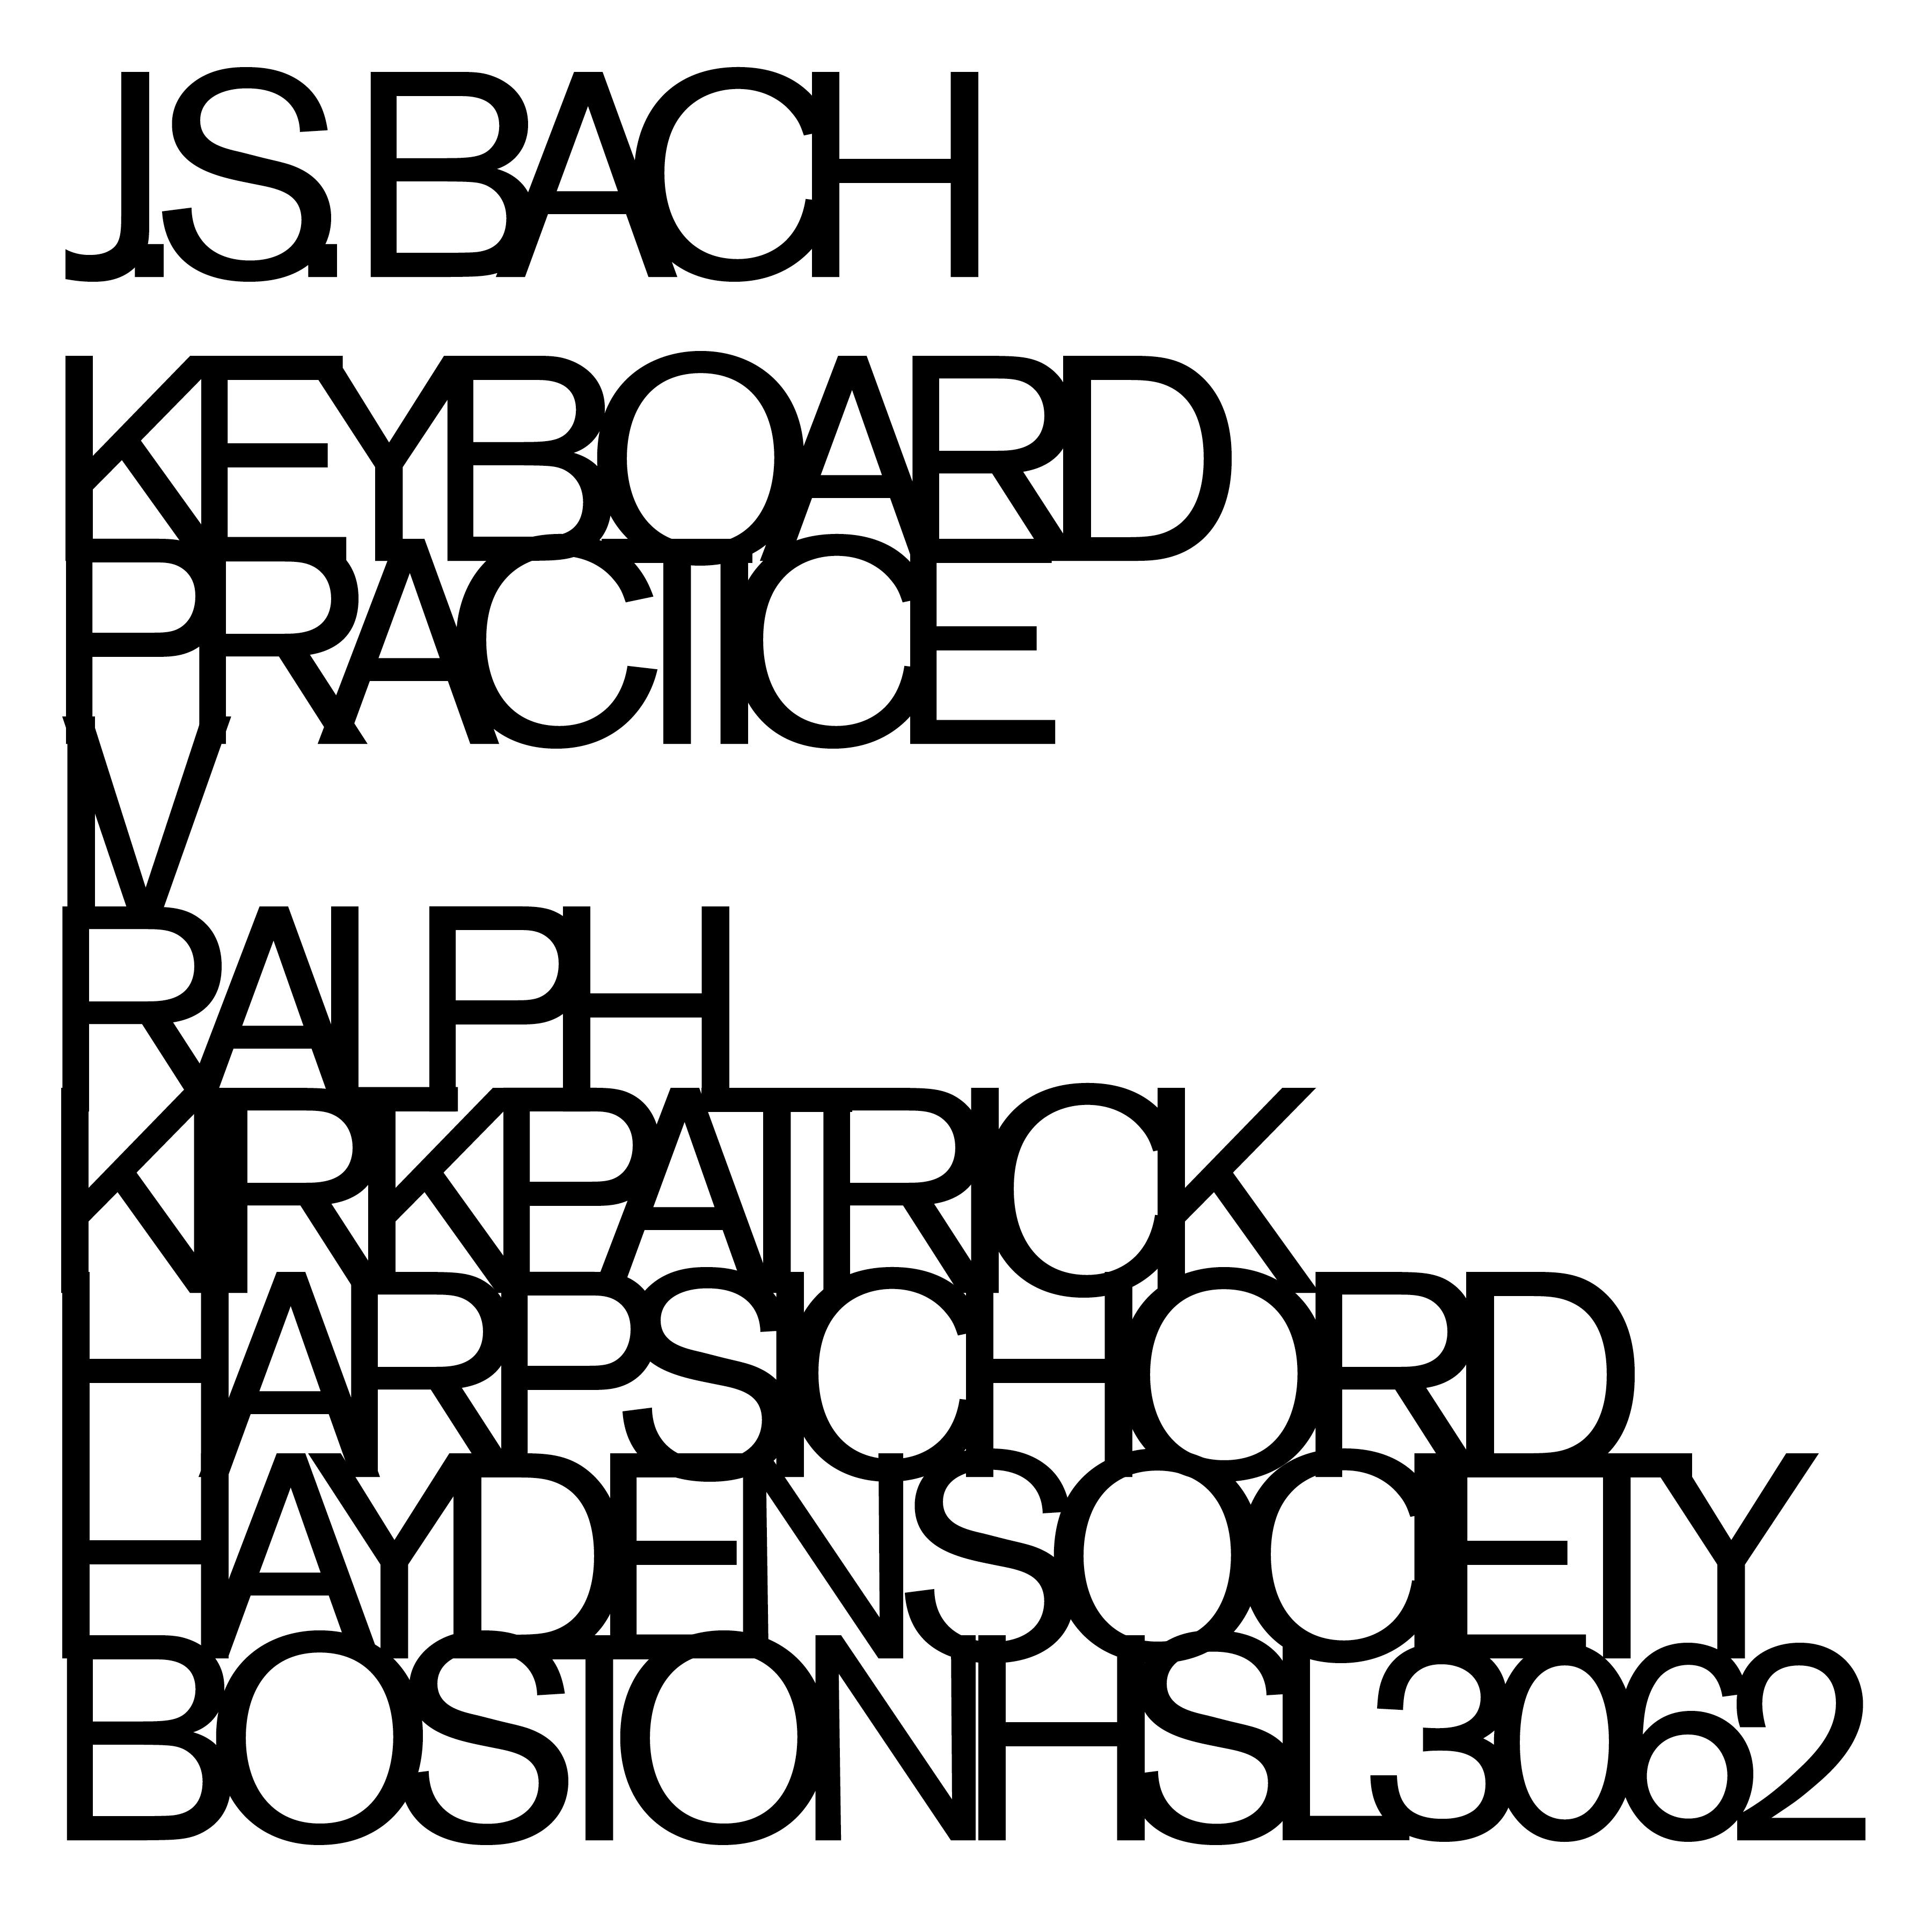 J.S. BACH
KEYBOARD
PRACTICE
IV
RALPH
KIRKPATRICK
HARPSICHORD
HAYDEN SOCIETY
BOSTON HSL 3062